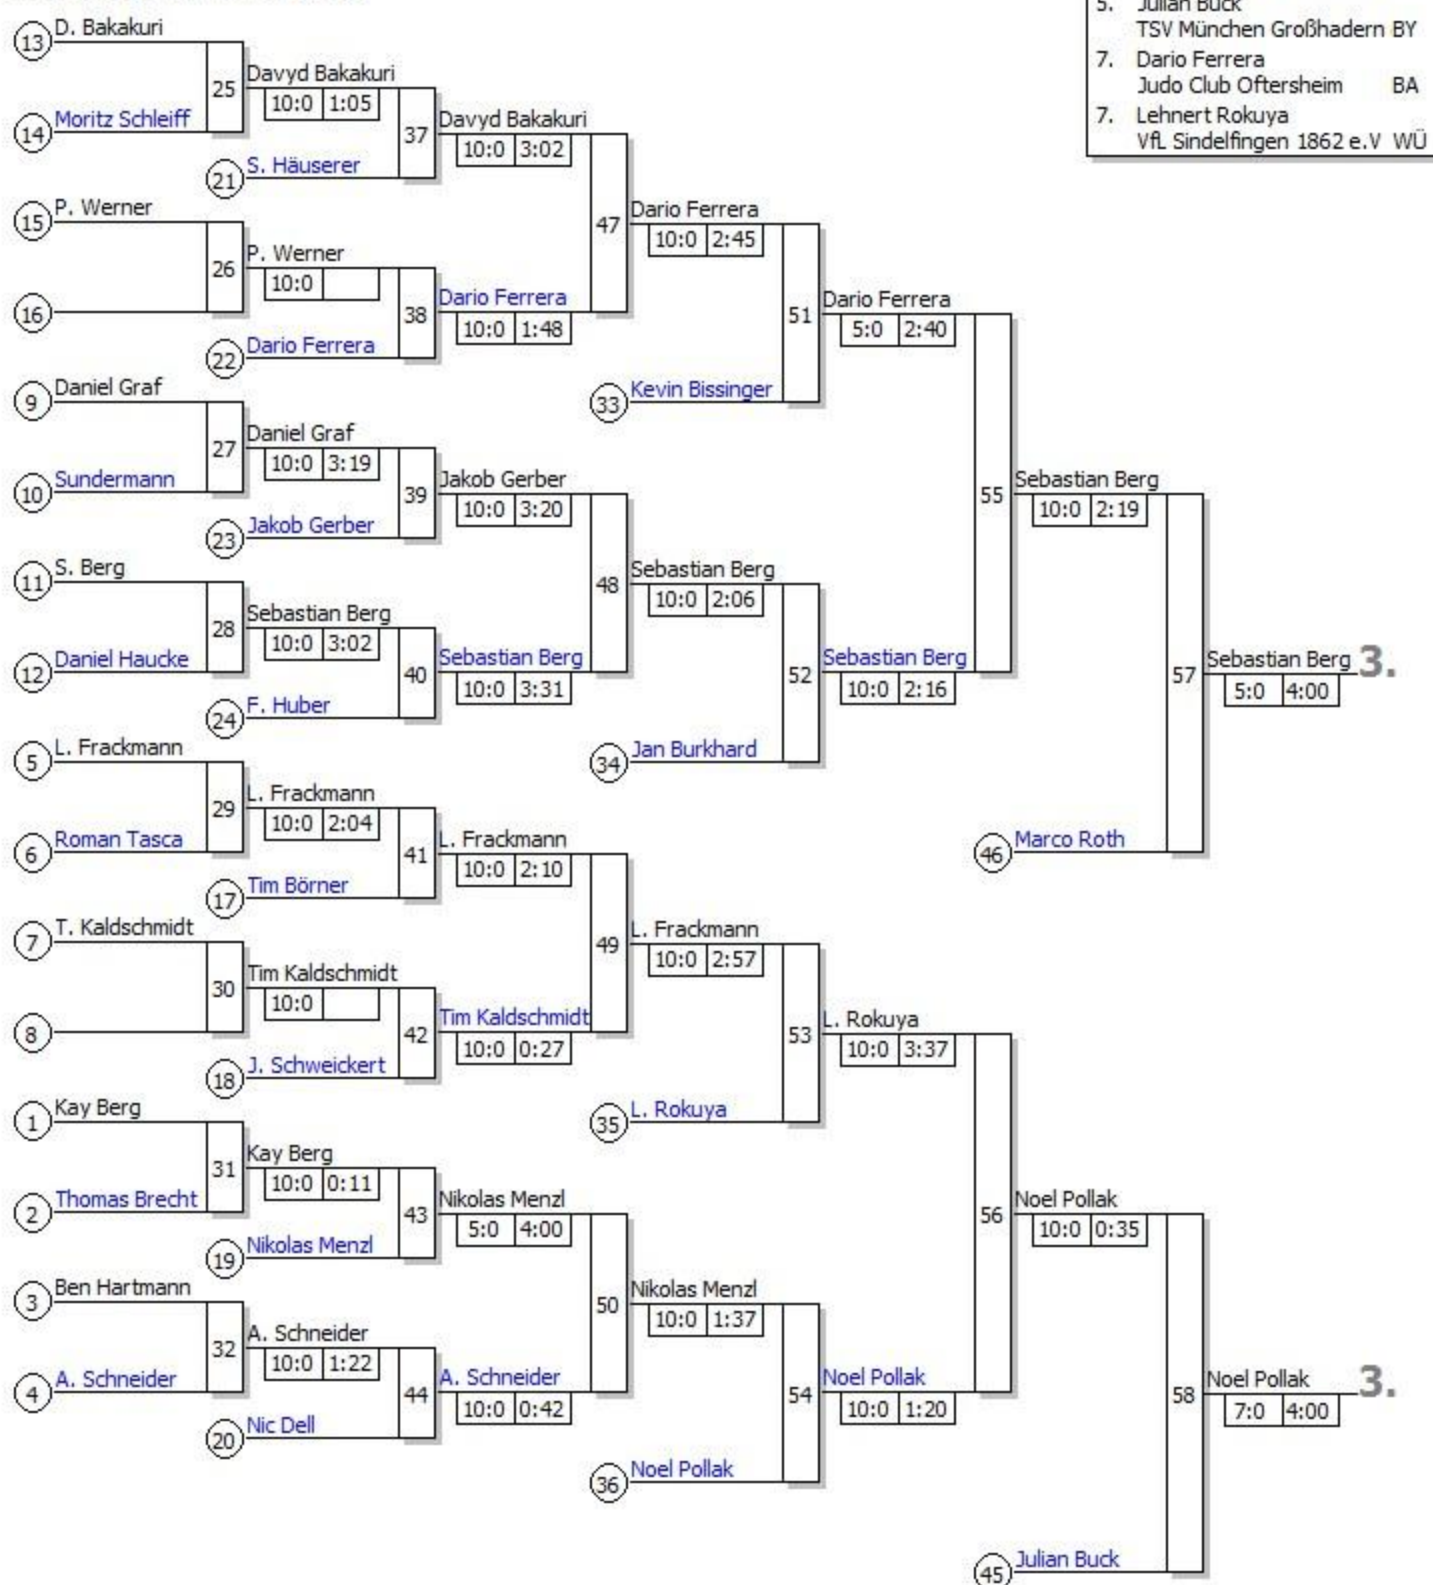 5. Julian Buck
TSV München Großhadern BY
7. Dario Ferrera
Judo Club Oftersheim BA
7. Lehnert Rokuya
VfL Sindelfingen 1862 e.V WÜ
13 D. Bakakuri
25 Davyd Bakakuri
10:0 1:05
14 Moritz Schleiff
37 Davyd Bakakuri
10:0 3:02
21 S. Häuserer
15 P. Werner
47 Dario Ferrera
10:0 2:45
26 P. Werner
10:0
16
38 Dario Ferrera
10:0 1:48
22 Dario Ferrera
51 Dario Ferrera
5:0 2:40
9 Daniel Graf
33 Kevin Bissinger
27 Daniel Graf
10:0 3:19
10 Sundermann
39 Jakob Gerber
10:0 3:20
55 Sebastian Berg
10:0 2:19
23 Jakob Gerber
11 S. Berg
48 Sebastian Berg
10:0 2:06
28 Sebastian Berg
10:0 3:02
12 Daniel Haucke
40 Sebastian Berg
10:0 3:31
52 Sebastian Berg
10:0 2:16
57 Sebastian Berg 3.
5:0 4:00
24 F. Huber
5 L. Frackmann
34 Jan Burkhard
29 L. Frackmann
10:0 2:04
6 Roman Tasca
41 L. Frackmann
10:0 2:10
46 Marco Roth
17 Tim Börner
7 T. Kaldschmidt
49 L. Frackmann
10:0 2:57
30 Tim Kaldschmidt
10:0
8
42 Tim Kaldschmidt
10:0 0:27
53 L. Rokuya
10:0 3:37
18 J. Schweickert
1 Kay Berg
35 L. Rokuya
31 Kay Berg
10:0 0:11
2 Thomas Brecht
43 Nikolas Menzl
5:0 4:00
56 Noel Pollak
10:0 0:35
19 Nikolas Menzl
3 Ben Hartmann
50 Nikolas Menzl
10:0 1:37
32 A. Schneider
10:0 1:22
4 A. Schneider
44 A. Schneider
10:0 0:42
54 Noel Pollak
10:0 1:20
58 Noel Pollak 3.
7:0 4:00
20 Nic Dell
36 Noel Pollak
45 Julian Buck